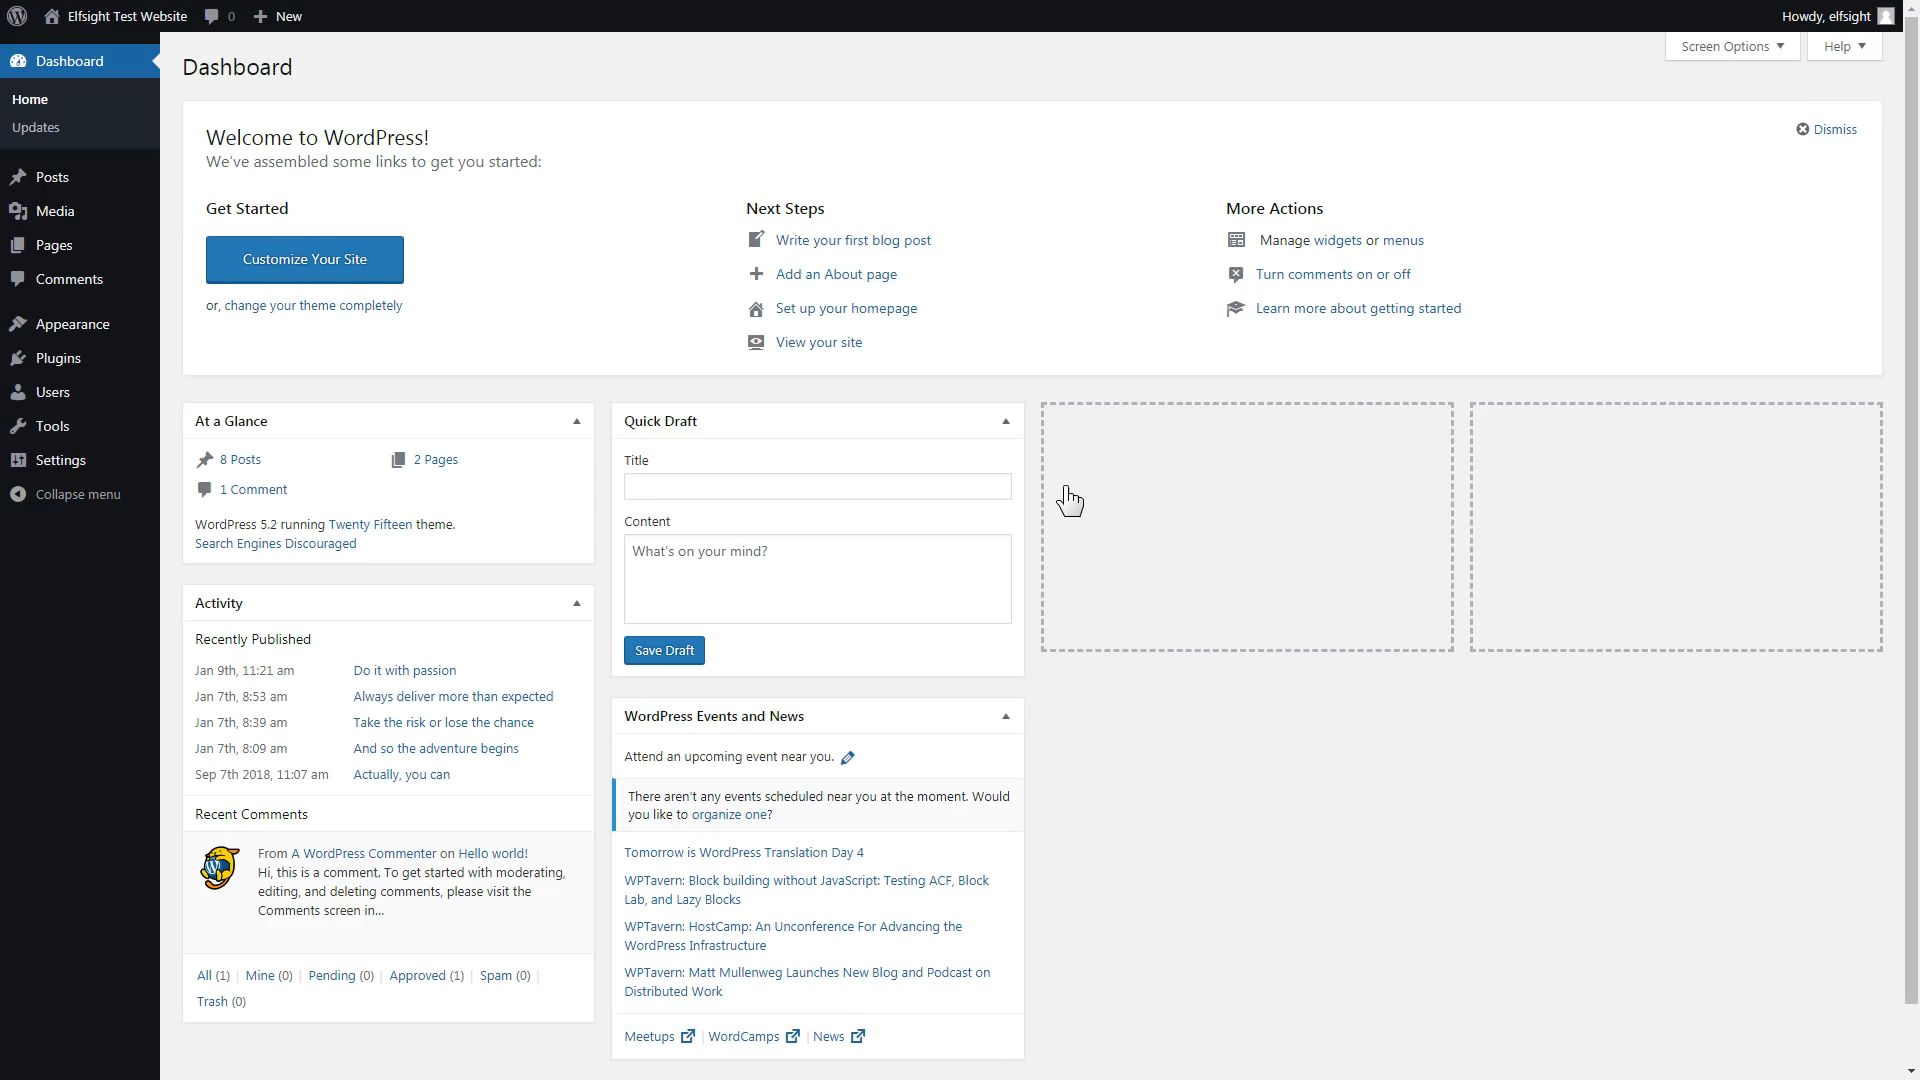 Elfsight Test Website 0 New
Howdy, elfsight
Dashboard
Home
Updates
Posts
Media
Pages
Comments
Appearance
Plugins
Users
Tools
Settings
Collapse menu
Screen Options
Help
Dashboard
Welcome to WordPress!
Dismiss
We've assembled some links to get you started:
Get Started
Customize Your Site
or, change your theme completely
Next Steps
Write your first blog post
Add an About page
Set up your homepage
View your site
More Actions
Manage widgets or menus
Turn comments on or off
Learn more about getting started
At a Glance
8 Posts
2 Pages
1 Comment
WordPress 5.2 running Twenty Fifteen theme.
Search Engines Discouraged
Activity
Recently Published
Jan 9th, 11:21 am Do it with passion
Jan 7th, 8:53 am Always deliver more than expected
Jan 7th, 8:39 am Take the risk or lose the chance
Jan 7th, 8:09 am And so the adventure begins
Sep 7th 2018, 11:07 am Actually, you can
Recent Comments
From A WordPress Commenter on Hello world!
Hi, this is a comment. To get started with moderating,
editing, and deleting comments, please visit the
Comments screen in...
All (1) | Mine (0) | Pending (0) | Approved (1) | Spam (0) |
Trash (0)
Quick Draft
Title
Content
What's on your mind?
Save Draft
WordPress Events and News
Attend an upcoming event near you.
There aren't any events scheduled near you at the moment. Would
you like to organize one?
Tomorrow is WordPress Translation Day 4
WPTavern: Block building without JavaScript: Testing ACF, Block
Lab, and Lazy Blocks
WPTavern: HostCamp: An Unconference For Advancing the
WordPress Infrastructure
WPTavern: Matt Mullenweg Launches New Blog and Podcast on
Distributed Work
Meetups | WordCamps | News